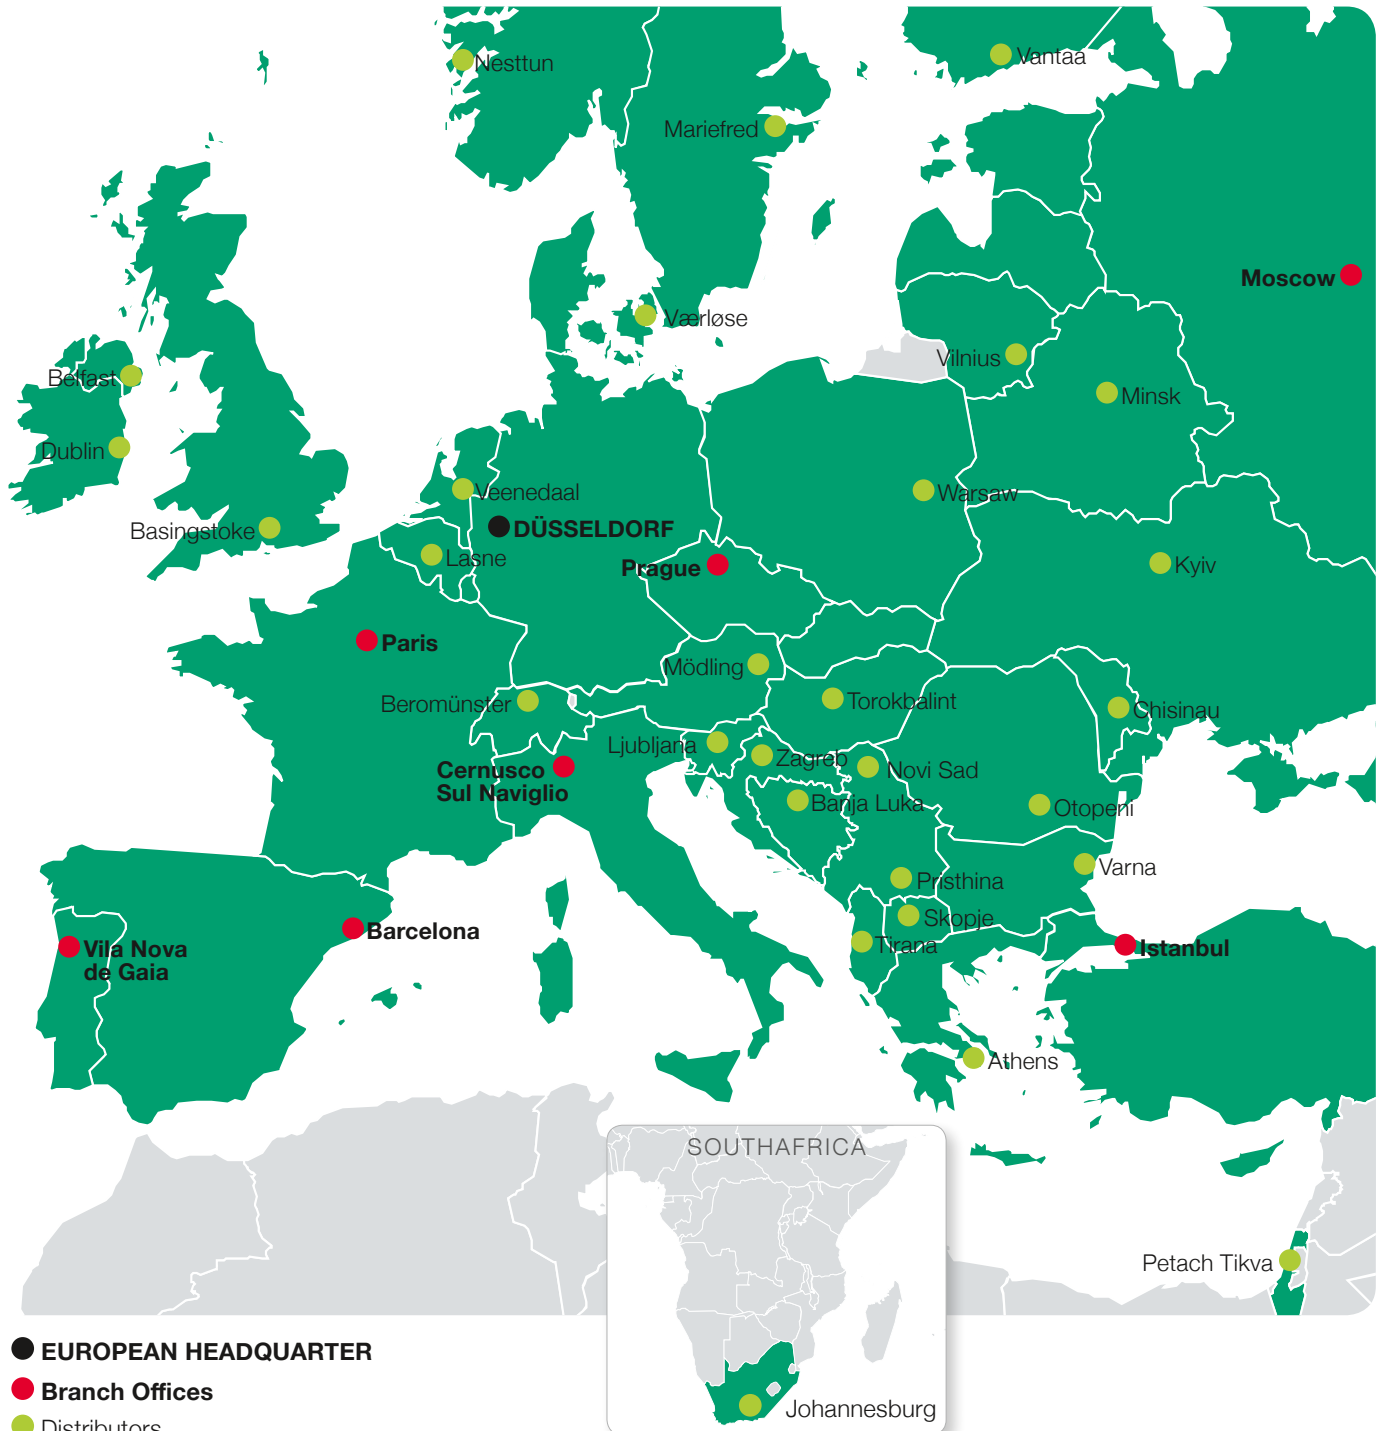 Nesttun
Vantaa
Mariefred
Moscow
Værløse
Vilnius
Belfast
Minsk
Dublin
Veenedaal
Warsaw
Basingstoke
DÜSSELDORF
Lasne
Prague
Kyiv
Paris
Mödling
Beromünster
Torokbalint
Chisinau
Ljubljana
Zagreb
Novi Sad
Cernusco
Sul Naviglio
Banja Luka
Otopeni
Varna
Pristhina
Skopje
Barcelona
Tirana
Istanbul
Vila Nova
de Gaia
Athens
SOUTHAFRICA
Petach Tikva
EUROPEAN HEADQUARTER
Branch Offices
Johannesburg
Distributors